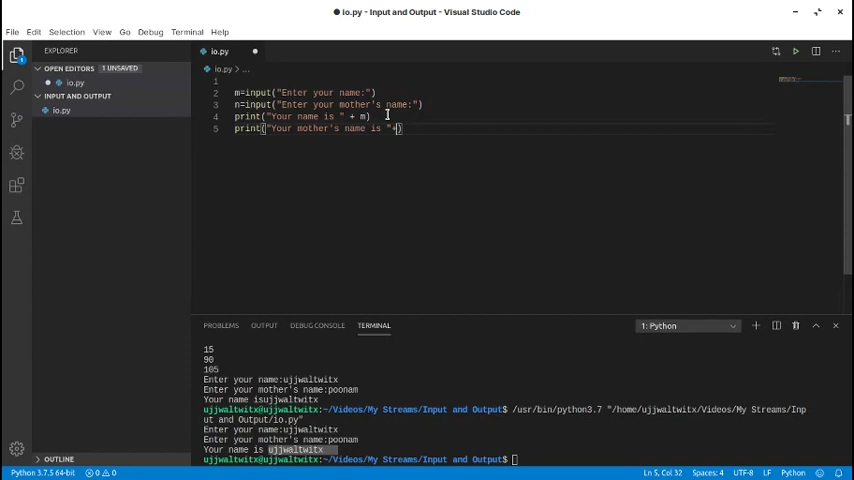 ● io.py - Input and Output - Visual Studio Code
File Edit Selection View Go Debug Terminal Help
EXPLORER
io.py ●
OPEN EDITORS 1 UNSAVED
● io.py
INPUT AND OUTPUT
io.py
OUTLINE
io.py > ...
1
2 m=input("Enter your name:")
3 n=input("Enter your mother's name:")
4 print("Your name is " + m)
5 print("Your mother's name is "+)
PROBLEMS OUTPUT DEBUG CONSOLE TERMINAL
1: Python
15
90
105
Enter your name:ujjwaltwitx
Enter your mother's name:poonam
Your name isujjwaltwitx
ujjwaltwitx@ujjwaltwitx:~/Videos/My Streams/Input and Output$ /usr/bin/python3.7 "/home/ujjwaltwitx/Videos/My Streams/Inp
ut and Output/io.py"
Enter your name:ujjwaltwitx
Enter your mother's name:poonam
Your name is ujjwaltwitx
ujjwaltwitx@ujjwaltwitx:~/Videos/My Streams/Input and Output$
Python 3.7.5 64-bit 0 0 Ln 5, Col 32 Spaces: 4 UTF-8 LF Python